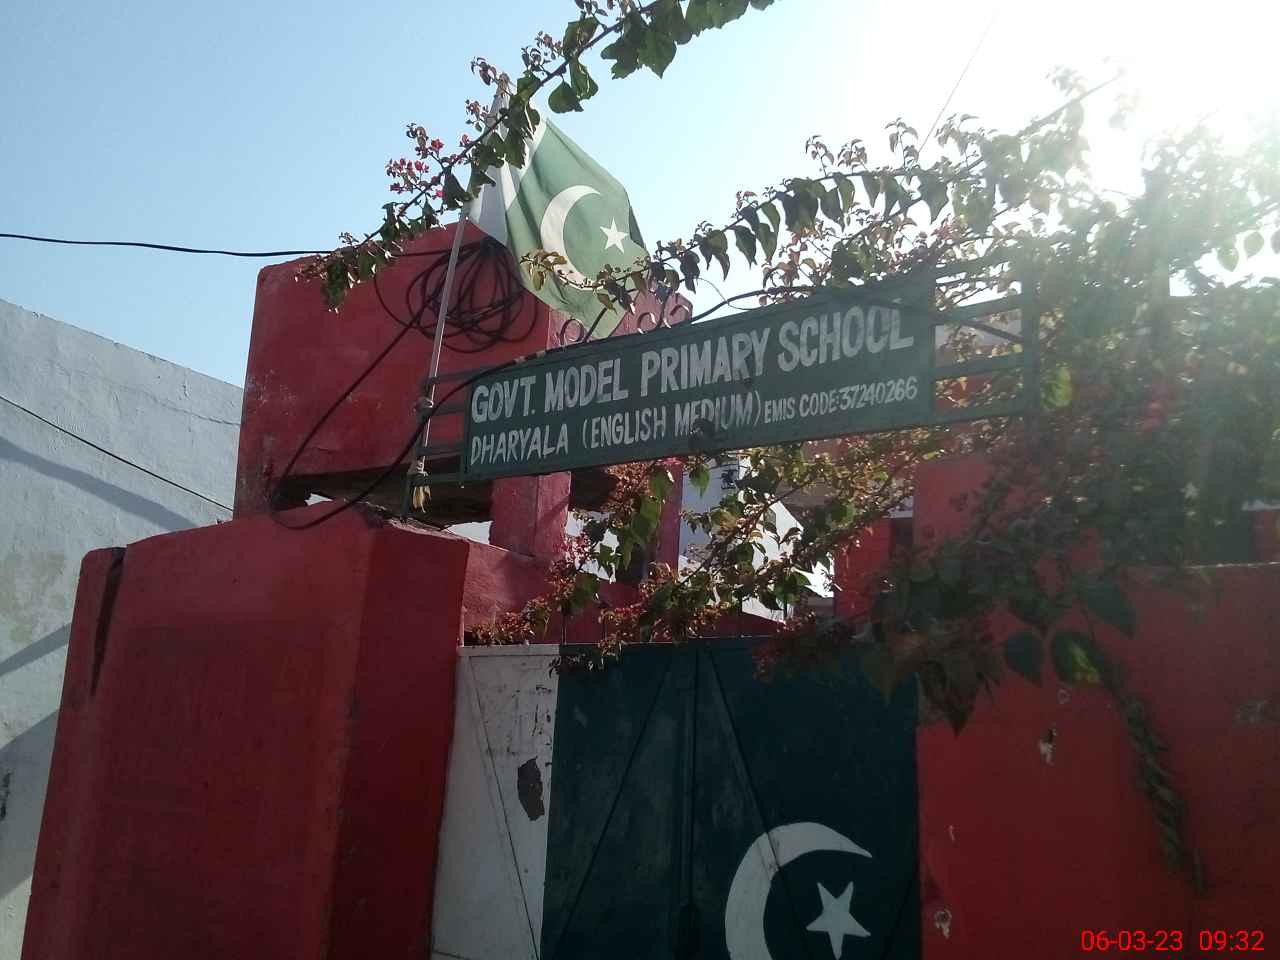 GOVT. MODEL PRIMARY SCHOOL
DHARYALA (ENGLISH MEDIUM) EMIS CODE:37240266
06-03-23 09:32